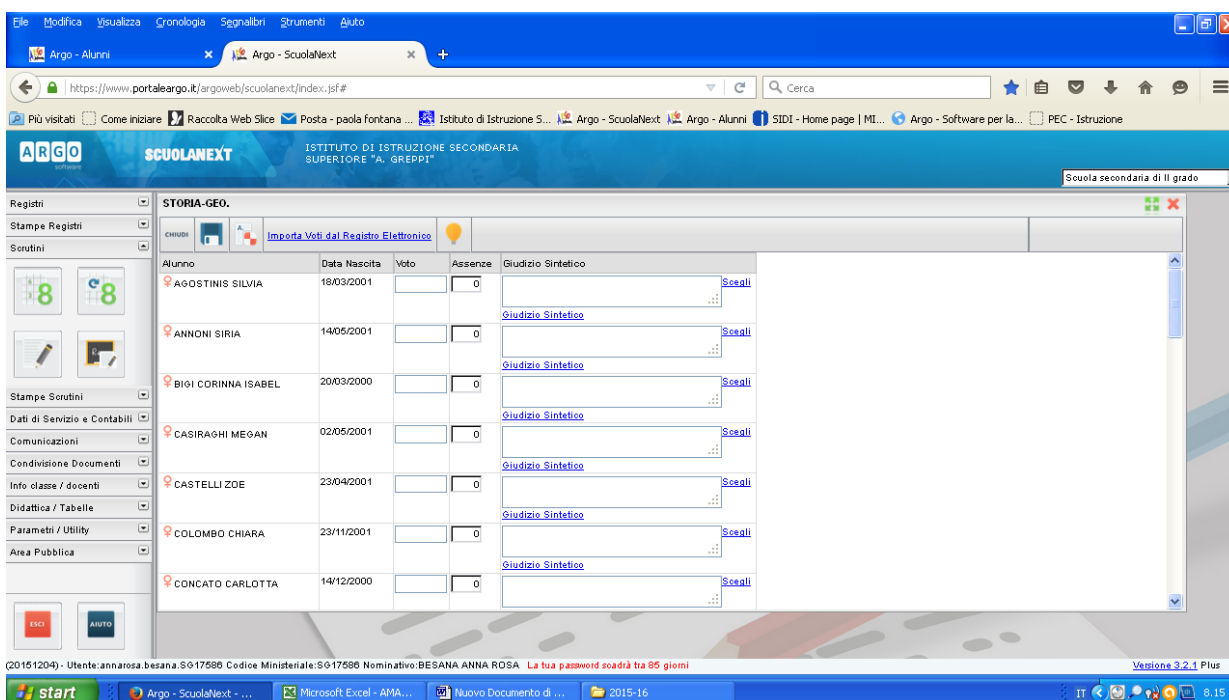 File Modifica Visualizza Cronologia Segnalibri Strumenti Aiuto
Argo - Alunni × Argo - ScuolaNext × +
https://www.portaleargo.it/argoweb/scuolanext/index.jsf# Cerca
Più visitati Come iniziare Raccolta Web Slice Posta - paola fontana ... Istituto di Istruzione S... Argo - ScuolaNext Argo - Alunni SIDI - Home page | MI... Argo - Software per la... PEC - Istruzione
ARGO software SCUOLANEXT ISTITUTO DI ISTRUZIONE SECONDARIA
SUPERIORE "A. GREPPI"
Scuola secondaria di II grado
Registri
Stampe Registri
Scrutini
8 8
Stampe Scrutini
Dati di Servizio e Contabili
Comunicazioni
Condivisione Documenti
Info classe / docenti
Didattica / Tabelle
Parametri / Utility
Area Pubblica
ESCI AIUTO
STORIA-GEO.
CHIUDI Importa Voti dal Registro Elettronico
Alunno Data Nascita Voto Assenze Giudizio Sintetico
AGOSTINIS SILVIA 18/03/2001 0 Scegli
Giudizio Sintetico
ANNONI SIRIA 14/05/2001 0 Scegli
Giudizio Sintetico
BIGI CORINNA ISABEL 20/03/2000 0 Scegli
Giudizio Sintetico
CASIRAGHI MEGAN 02/05/2001 0 Scegli
Giudizio Sintetico
CASTELLI ZOE 23/04/2001 0 Scegli
Giudizio Sintetico
COLOMBO CHIARA 23/11/2001 0 Scegli
Giudizio Sintetico
CONCATO CARLOTTA 14/12/2000 0 Scegli
(20151204) - Utente:annarosa.besana.SG17586 Codice Ministeriale:SG17586 Nominativo:BESANA ANNA ROSA La tua password scadrà tra 85 giorni Versione 3.2.1 Plus
start Argo - ScuolaNext - ... Microsoft Excel - AMA... Nuovo Documento di ... 2015-16 IT 8.15